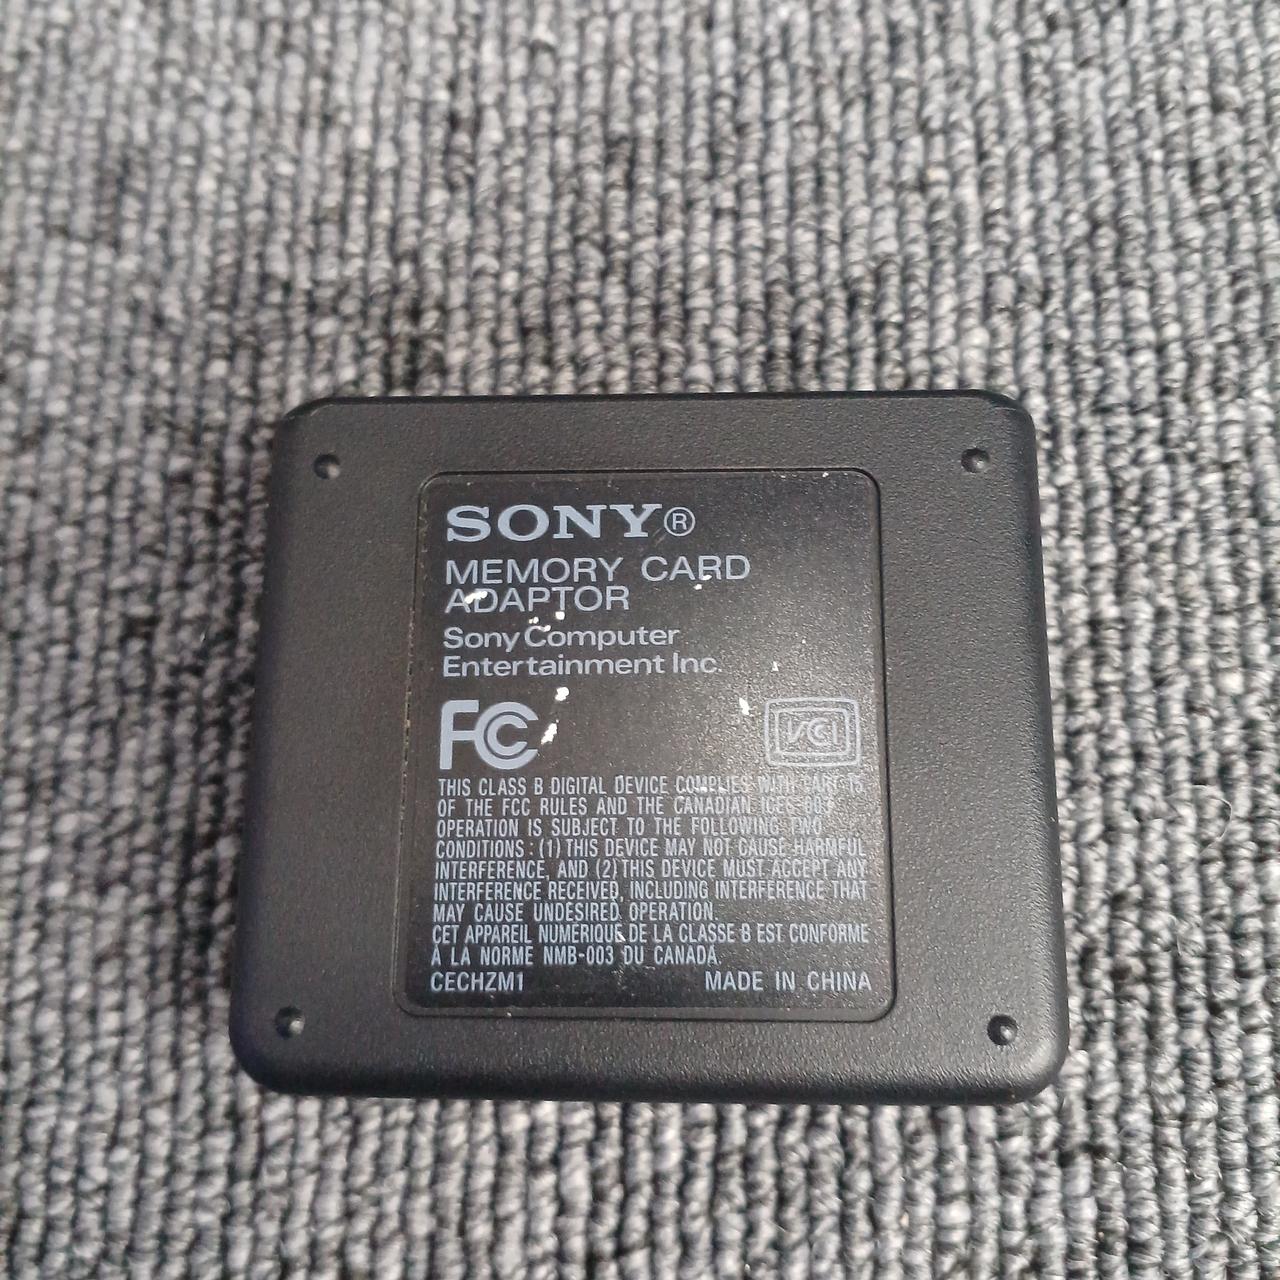 SONY®
MEMORY CARD
ADAPTOR
Sony Computer
Entertainment Inc.
FC
VCI
THIS CLASS B DIGITAL DEVICE COMPLIES WITH PART 15
OF THE FCC RULES AND THE CANADIAN ICES-003
OPERATION IS SUBJECT TO THE FOLLOWING TWO
CONDITIONS : (1) THIS DEVICE MAY NOT CAUSE HARMFUL
INTERFERENCE, AND (2) THIS DEVICE MUST ACCEPT ANY
INTERFERENCE RECEIVED, INCLUDING INTERFERENCE THAT
MAY CAUSE UNDESIRED OPERATION.
CET APPAREIL NUMERIQUE DE LA CLASSE B EST CONFORME
À LA NORME NMB-003 DU CANADA.
CECHZM1 MADE IN CHINA